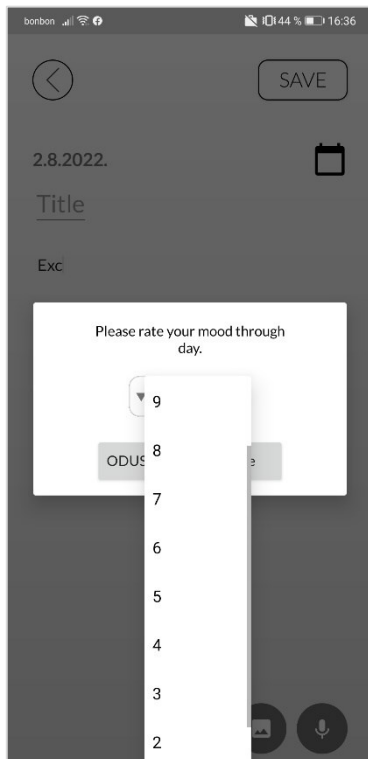 bonbon 44 % 16:36
SAVE
2.8.2022.
Title
Exc
Please rate your mood through
day.
9
8
ODUS e
7
6
5
4
3
2